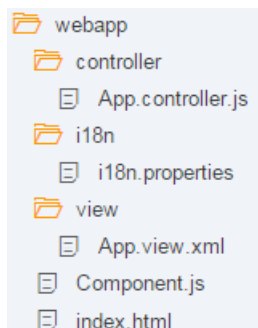 webapp
controller
App.controller.js
i18n
i18n.properties
view
App.view.xml
Component.js
index.html